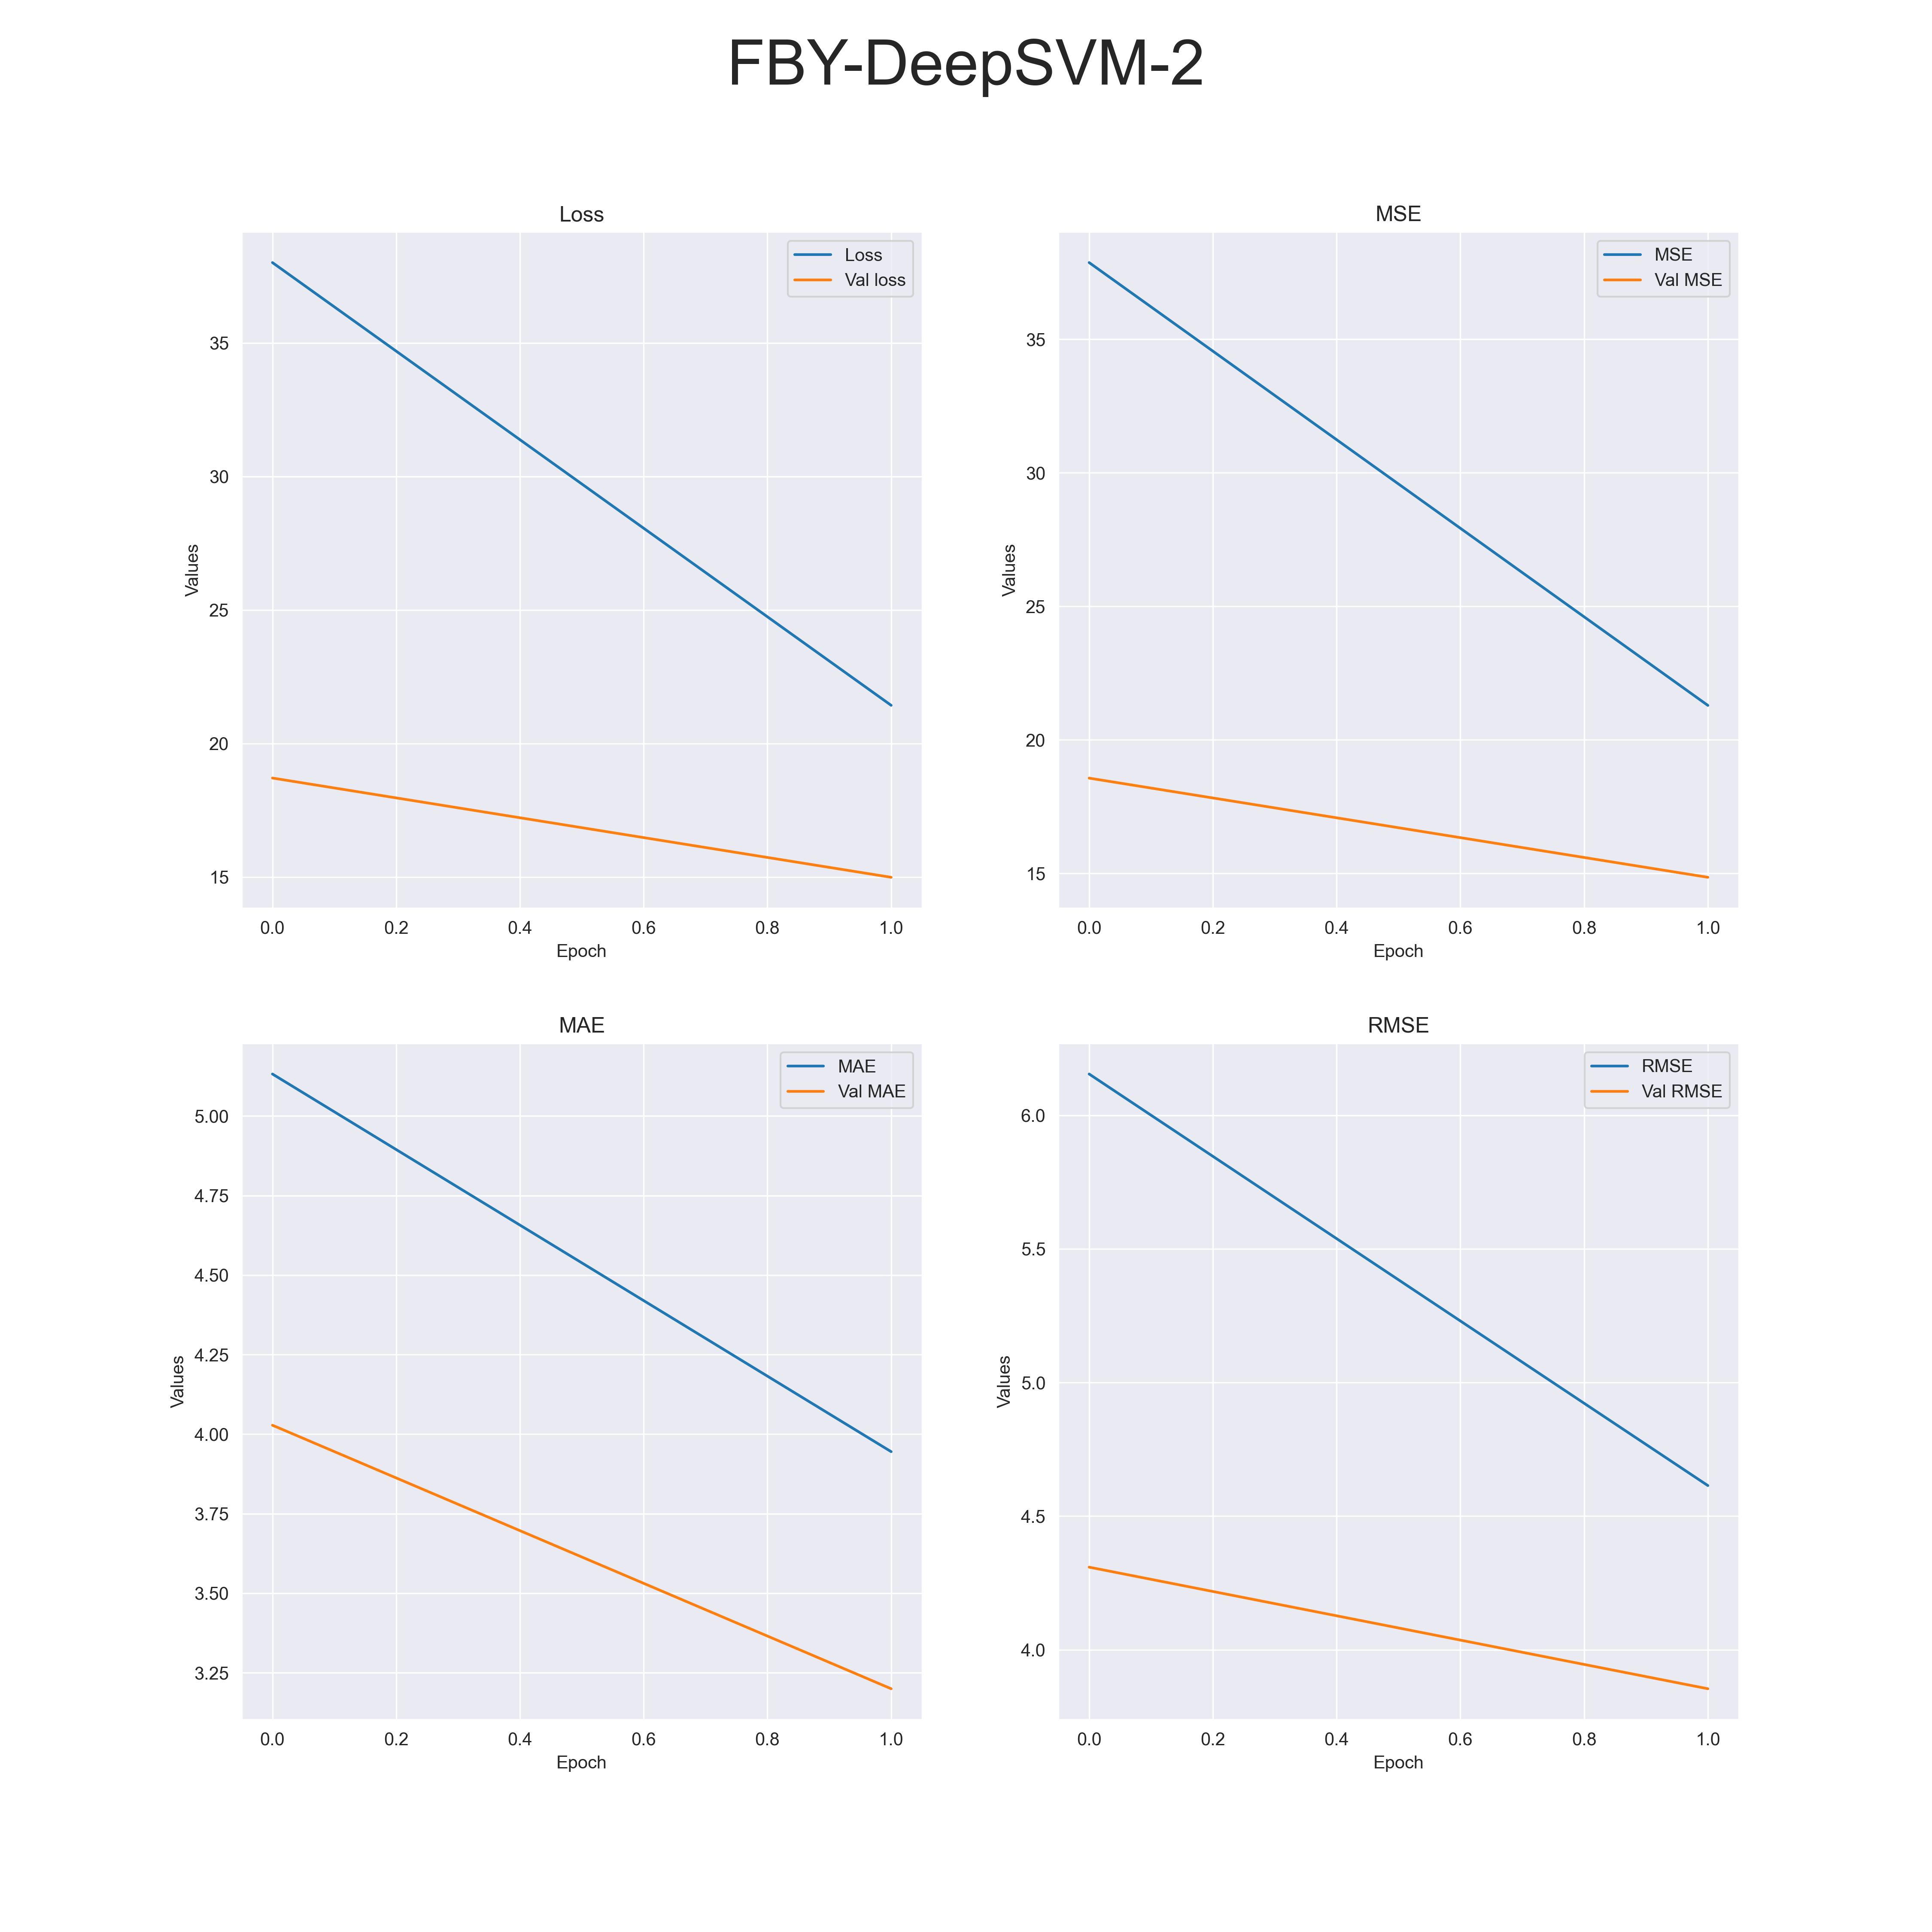 FBY-DeepSVM-2
Loss
Loss
Val loss
35
30
25
20
15
Values
0.0 0.2 0.4 0.6 0.8 1.0
Epoch
MSE
MSE
Val MSE
35
30
25
20
15
Values
0.0 0.2 0.4 0.6 0.8 1.0
Epoch
MAE
MAE
Val MAE
5.00
4.75
4.50
4.25
4.00
3.75
3.50
3.25
Values
0.0 0.2 0.4 0.6 0.8 1.0
Epoch
RMSE
RMSE
Val RMSE
6.0
5.5
5.0
4.5
4.0
Values
0.0 0.2 0.4 0.6 0.8 1.0
Epoch